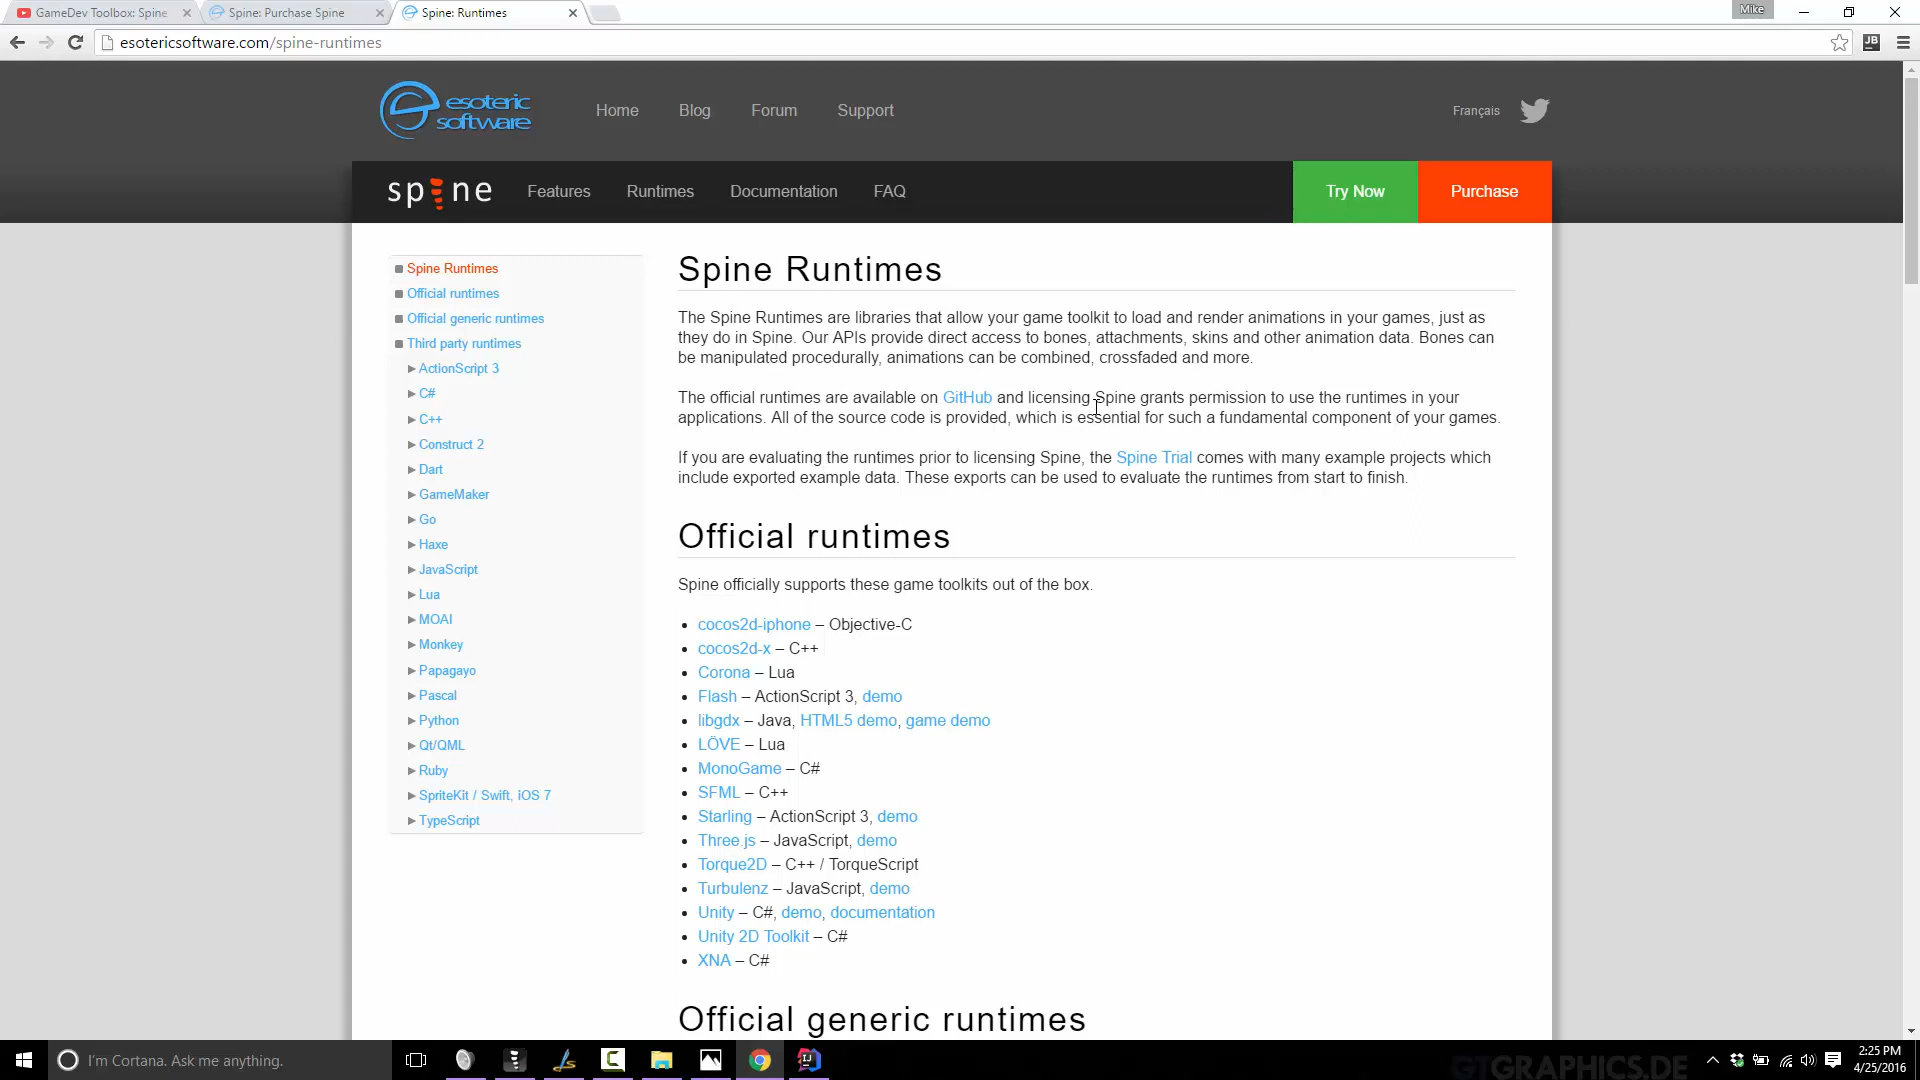 GameDev Toolbox: Spine
Spine: Purchase Spine
Spine: Runtimes
Mike
esotericsoftware.com/spine-runtimes
JB
esoteric software
Home
Blog
Forum
Support
Français
spine
Features
Runtimes
Documentation
FAQ
Try Now
Purchase
Spine Runtimes
Official runtimes
Official generic runtimes
Third party runtimes
ActionScript 3
C#
C++
Construct 2
Dart
GameMaker
Go
Haxe
JavaScript
Lua
MOAI
Monkey
Papagayo
Pascal
Python
Qt/QML
Ruby
SpriteKit / Swift, iOS 7
TypeScript
Spine Runtimes
The Spine Runtimes are libraries that allow your game toolkit to load and render animations in your games, just as
they do in Spine. Our APIs provide direct access to bones, attachments, skins and other animation data. Bones can
be manipulated procedurally, animations can be combined, crossfaded and more.
The official runtimes are available on GitHub and licensing Spine grants permission to use the runtimes in your
applications. All of the source code is provided, which is essential for such a fundamental component of your games.
If you are evaluating the runtimes prior to licensing Spine, the Spine Trial comes with many example projects which
include exported example data. These exports can be used to evaluate the runtimes from start to finish.
Official runtimes
Spine officially supports these game toolkits out of the box.
cocos2d-iphone – Objective-C
cocos2d-x – C++
Corona – Lua
Flash – ActionScript 3, demo
libgdx – Java, HTML5 demo, game demo
LÖVE – Lua
MonoGame – C#
SFML – C++
Starling – ActionScript 3, demo
Three.js – JavaScript, demo
Torque2D – C++ / TorqueScript
Turbulenz – JavaScript, demo
Unity – C#, demo, documentation
Unity 2D Toolkit – C#
XNA – C#
Official generic runtimes
I'm Cortana. Ask me anything.
GTGRAPHICS.DE
2:25 PM
4/25/2016